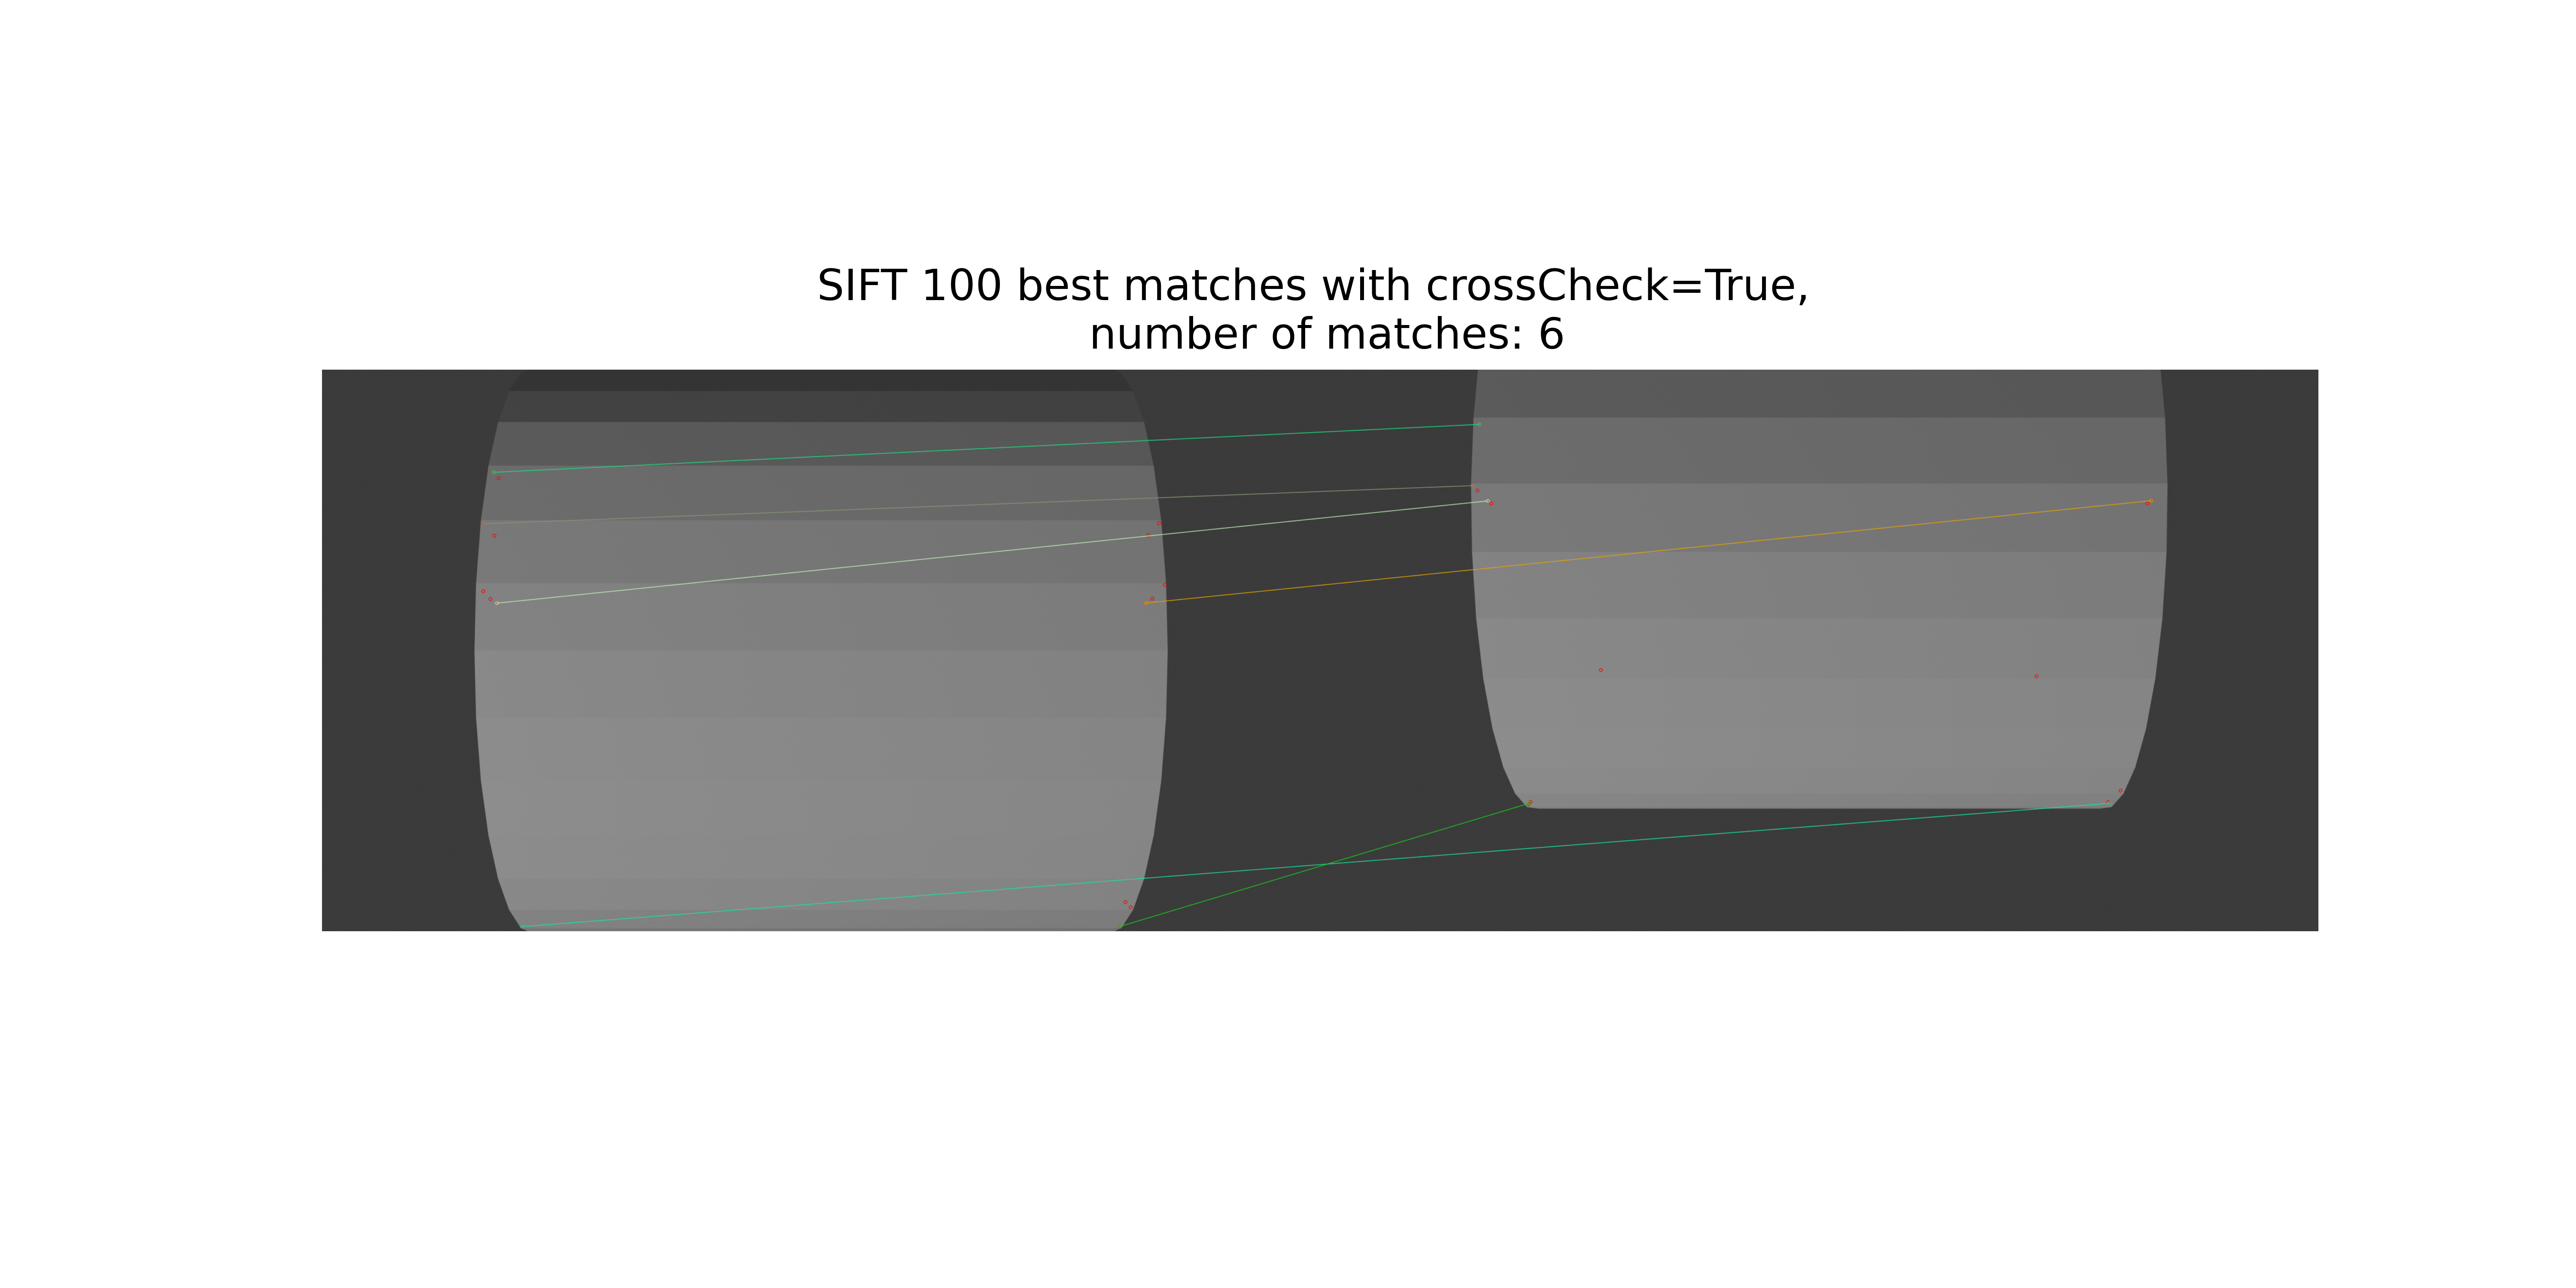 SIFT 100 best matches with crossCheck=True,
number of matches: 6